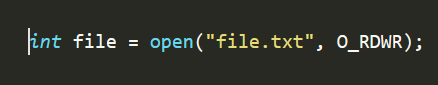 int file = open("file.txt", O_RDWR);